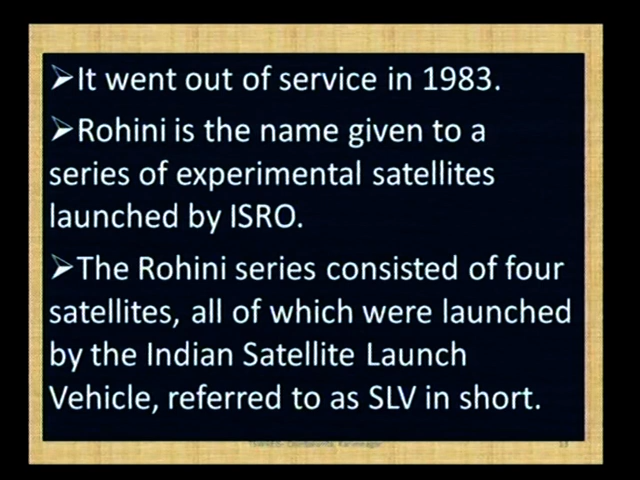 ➢It went out of service in 1983.
➢Rohini is the name given to a
series of experimental satellites
launched by ISRO.
➢The Rohini series consisted of four
satellites, all of which were launched
by the Indian Satellite Launch
Vehicle, referred to as SLV in short.